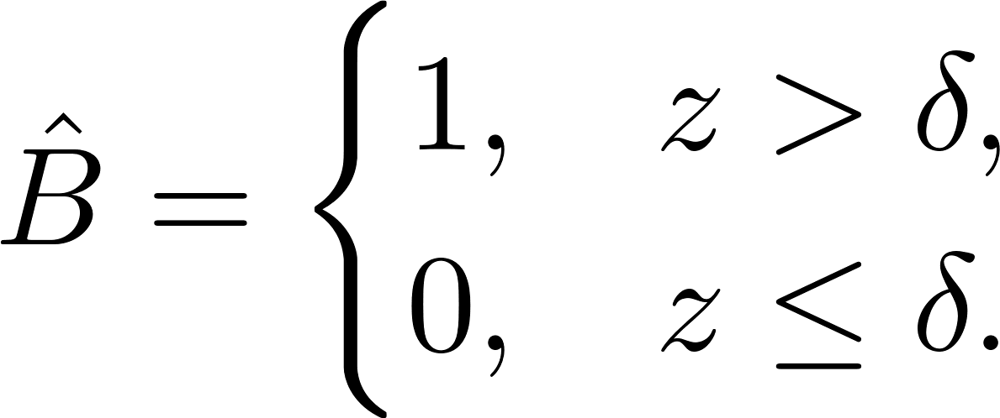 B̂ = { 1, z > δ,
0, z ≤ δ.